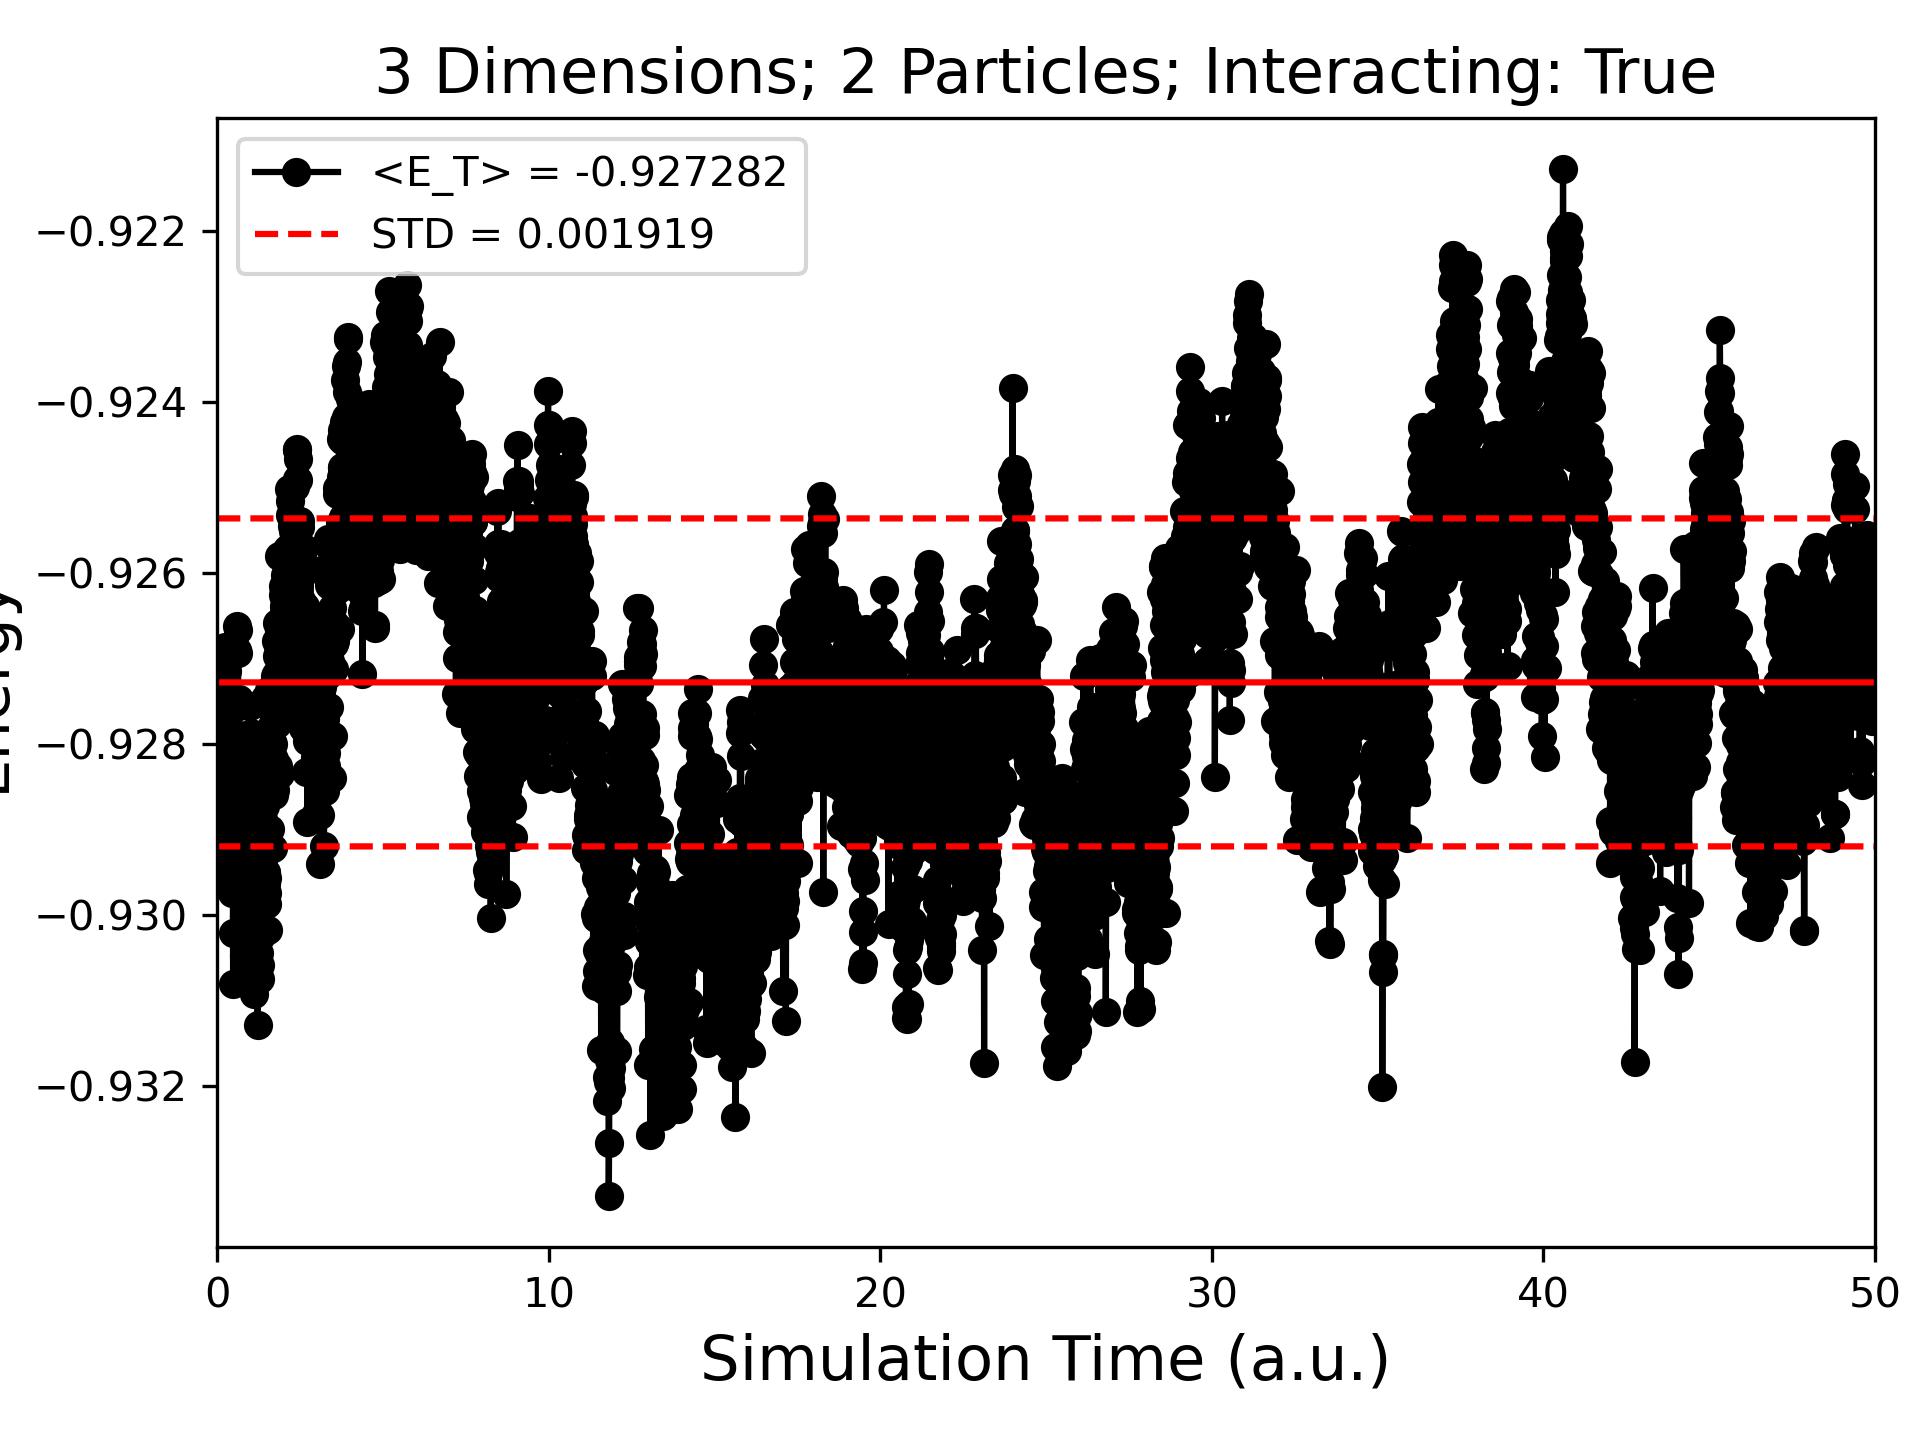 3 Dimensions; 2 Particles; Interacting: True
<E_T> = -0.927282
STD = 0.001919
−0.922
−0.924
−0.926
−0.928
−0.930
−0.932
Energy
0 10 20 30 40 50
Simulation Time (a.u.)